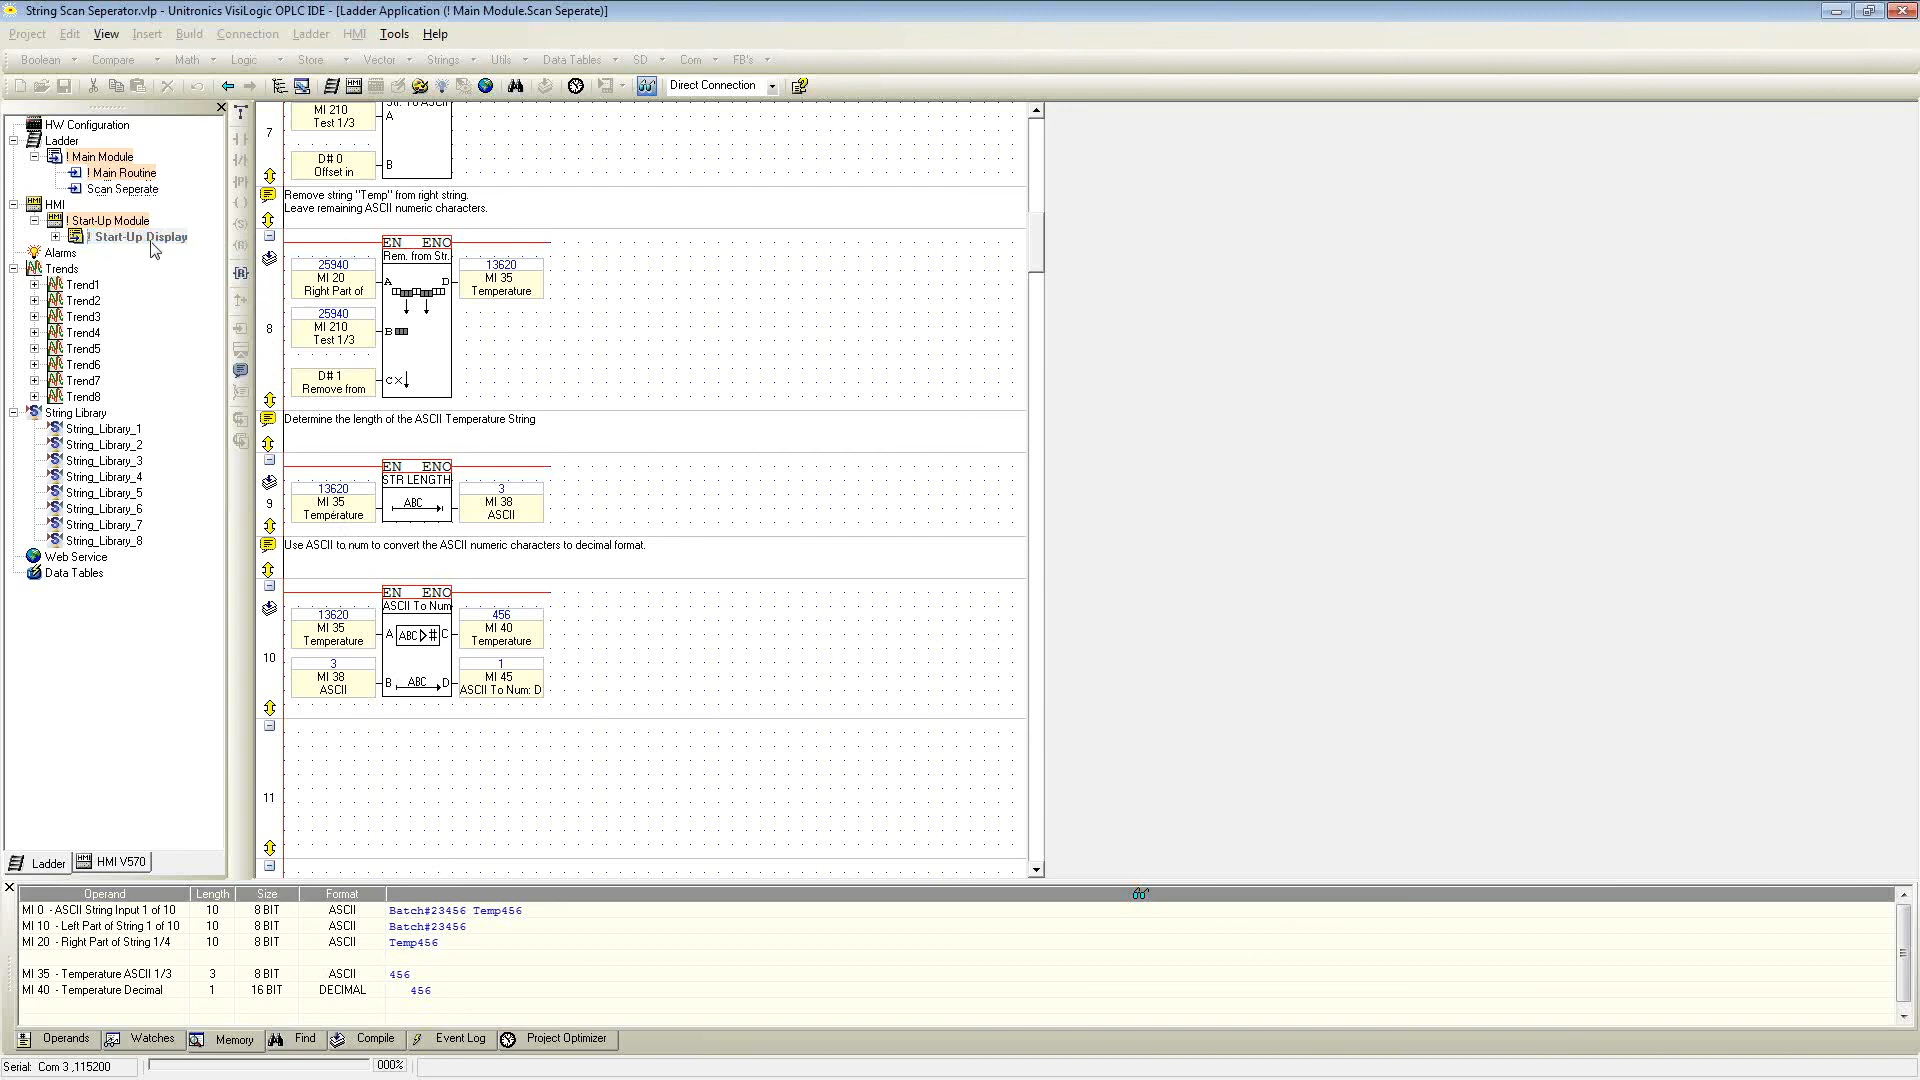 String Scan Seperator.vlp - Unitronics VisiLogic OPLC IDE - [Ladder Application (! Main Module.Scan Seperate)]
Project Edit View Insert Build Connection Ladder HMI Tools Help
Boolean Compare Math Logic Store Vector Strings Utils Data Tables SD Com FB's
Direct Connection
HW Configuration
Ladder
! Main Module
! Main Routine
Scan Seperate
HMI
! Start-Up Module
! Start-Up Display
Alarms
Trends
Trend1
Trend2
Trend3
Trend4
Trend5
Trend6
Trend7
Trend8
String Library
String_Library_1
String_Library_2
String_Library_3
String_Library_4
String_Library_5
String_Library_6
String_Library_7
String_Library_8
Web Service
Data Tables
Ladder HMI V570
Str. To ASCII
MI 210
Test 1/3
A
7
D# 0
Offset in
B
Remove string "Temp" from right string.
Leave remaining ASCII numeric characters.
EN ENO
Rem. from Str.
25940
MI 20
Right Part of
A D
13620
MI 35
Temperature
8
25940
MI 210
Test 1/3
B
D# 1
Remove from
C
Determine the length of the ASCII Temperature String
EN ENO
STR LENGTH
9
13620
MI 35
Temperature
ABC
3
MI 38
ASCII
Use ASCII to num to convert the ASCII numeric characters to decimal format.
EN ENO
ASCII To Num
13620
MI 35
Temperature
A ABC # C
456
MI 40
Temperature
10
3
MI 38
ASCII
B ABC D
1
MI 45
ASCII To Num: D
11
Operand Length Size Format
MI 0 - ASCII String Input 1 of 10 10 8 BIT ASCII Batch#23456 Temp456
MI 10 - Left Part of String 1 of 10 10 8 BIT ASCII Batch#23456
MI 20 - Right Part of String 1/4 10 8 BIT ASCII Temp456
MI 35 - Temperature ASCII 1/3 3 8 BIT ASCII 456
MI 40 - Temperature Decimal 1 16 BIT DECIMAL 456
Operands Watches Memory Find Compile Event Log Project Optimizer
Serial: Com 3 ,115200 000%